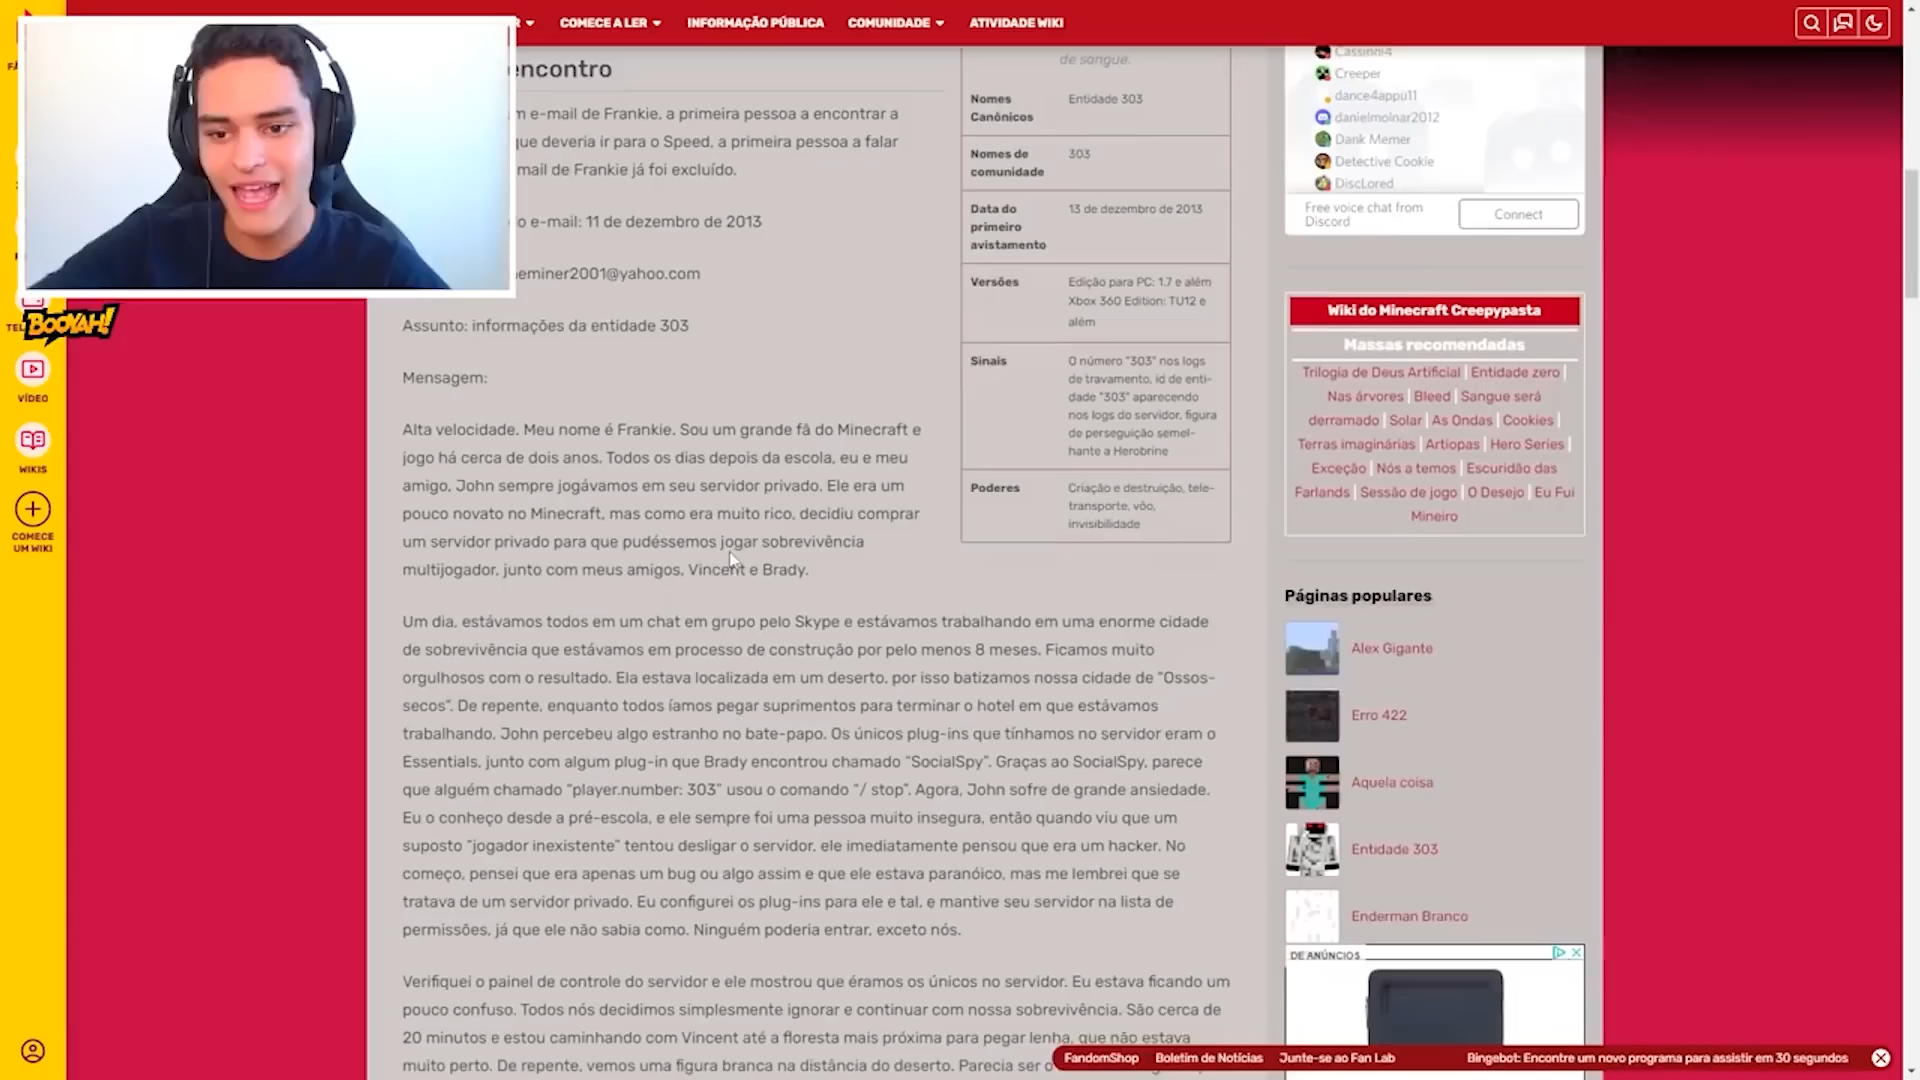 COMECE A LER
INFORMAÇÃO PÚBLICA
COMUNIDADE
ATIVIDADE WIKI
encontro
e-mail de Frankie, a primeira pessoa a encontrar a
que deveria ir para o Speed, a primeira pessoa a falar
mail de Frankie já foi excluído.
e-mail: 11 de dezembro de 2013
eminer2001@yahoo.com
Assunto: informações da entidade 303
Mensagem:
Alta velocidade. Meu nome é Frankie. Sou um grande fã do Minecraft e
jogo há cerca de dois anos. Todos os dias depois da escola, eu e meu
amigo, John sempre jogávamos em seu servidor privado. Ele era um
pouco novato no Minecraft, mas como era muito rico, decidiu comprar
um servidor privado para que pudéssemos jogar sobrevivência
multijogador, junto com meus amigos, Vincent e Brady.
Um dia, estávamos todos em um chat em grupo pelo Skype e estávamos trabalhando em uma enorme cidade
de sobrevivência que estávamos em processo de construção por pelo menos 8 meses. Ficamos muito
orgulhosos com o resultado. Ela estava localizada em um deserto, por isso batizamos nossa cidade de "Ossos-
secos". De repente, enquanto todos íamos pegar suprimentos para terminar o hotel em que estávamos
trabalhando, John percebeu algo estranho no bate-papo. Os únicos plug-ins que tínhamos no servidor eram o
Essentials, junto com algum plug-in que Brady encontrou chamado "SocialSpy". Graças ao SocialSpy, parece
que alguém chamado "player.number: 303" usou o comando "/ stop". Agora, John sofre de grande ansiedade.
Eu o conheço desde a pré-escola, e ele sempre foi uma pessoa muito insegura, então quando viu que um
suposto "jogador inexistente" tentou desligar o servidor, ele imediatamente pensou que era um hacker. No
começo, pensei que era apenas um bug ou algo assim e que ele estava paranóico, mas me lembrei que se
tratava de um servidor privado. Eu configurei os plug-ins para ele e tal, e mantive seu servidor na lista de
permissões, já que ele não sabia como. Ninguém poderia entrar, exceto nós.
Verifiquei o painel de controle do servidor e ele mostrou que éramos os únicos no servidor. Eu estava ficando um
pouco confuso. Todos nós decidimos simplesmente ignorar e continuar com nossa sobrevivência. São cerca de
20 minutos e estou caminhando com Vincent até a floresta mais próxima para pegar lenha, que não estava
muito perto. De repente, vemos uma figura branca na distância do deserto. Parecia ser o
de sangue.
Nomes Entidade 303
Canônicos
Nomes de 303
comunidade
Data do 13 de dezembro de 2013
primeiro
avistamento
Versões Edição para PC: 1.7 e além
Xbox 360 Edition: TU12 e
além
Sinais O número "303" nos logs
de travamento, id de enti-
dade "303" aparecendo
nos logs do servidor, figura
de perseguição semel-
hante a Herobrine
Poderes Criação e destruição, tele-
transporte, vôo,
invisibilidade
Cassinni4
Creeper
dance4appu11
danielmolnar2012
Dank Memer
Detective Cookie
DiscLored
Free voice chat from
Discord
Connect
Wiki do Minecraft Creepypasta
Massas recomendadas
Trilogia de Deus Artificial | Entidade zero |
Nas árvores | Bleed | Sangue será
derramado | Solar | As Ondas | Cookies |
Terras imaginárias | Artiopas | Hero Series |
Exceção | Nós a temos | Escuridão das
Farlands | Sessão de jogo | O Desejo | Eu Fui
Mineiro
Páginas populares
Alex Gigante
Erro 422
Aquela coisa
Entidade 303
Enderman Branco
DE ANÚNCIOS
FandomShop Boletim de Notícias Junte-se ao Fan Lab Bingebot: Encontre um novo programa para assistir em 30 segundos
BOOYAH!
VÍDEO
WIKIS
COMECE
UM WIKI